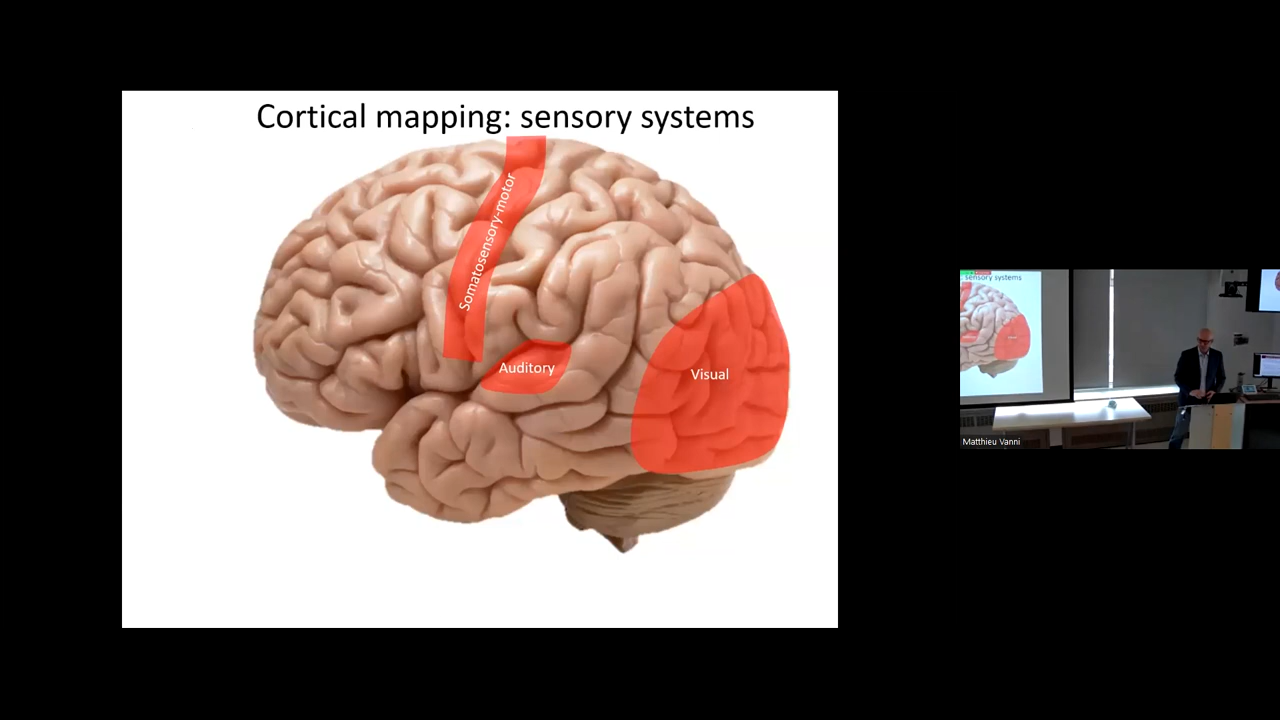 Cortical mapping: sensory systems
Somatosensory-motor
Auditory
Visual
sensory systems
Matthieu Vanni